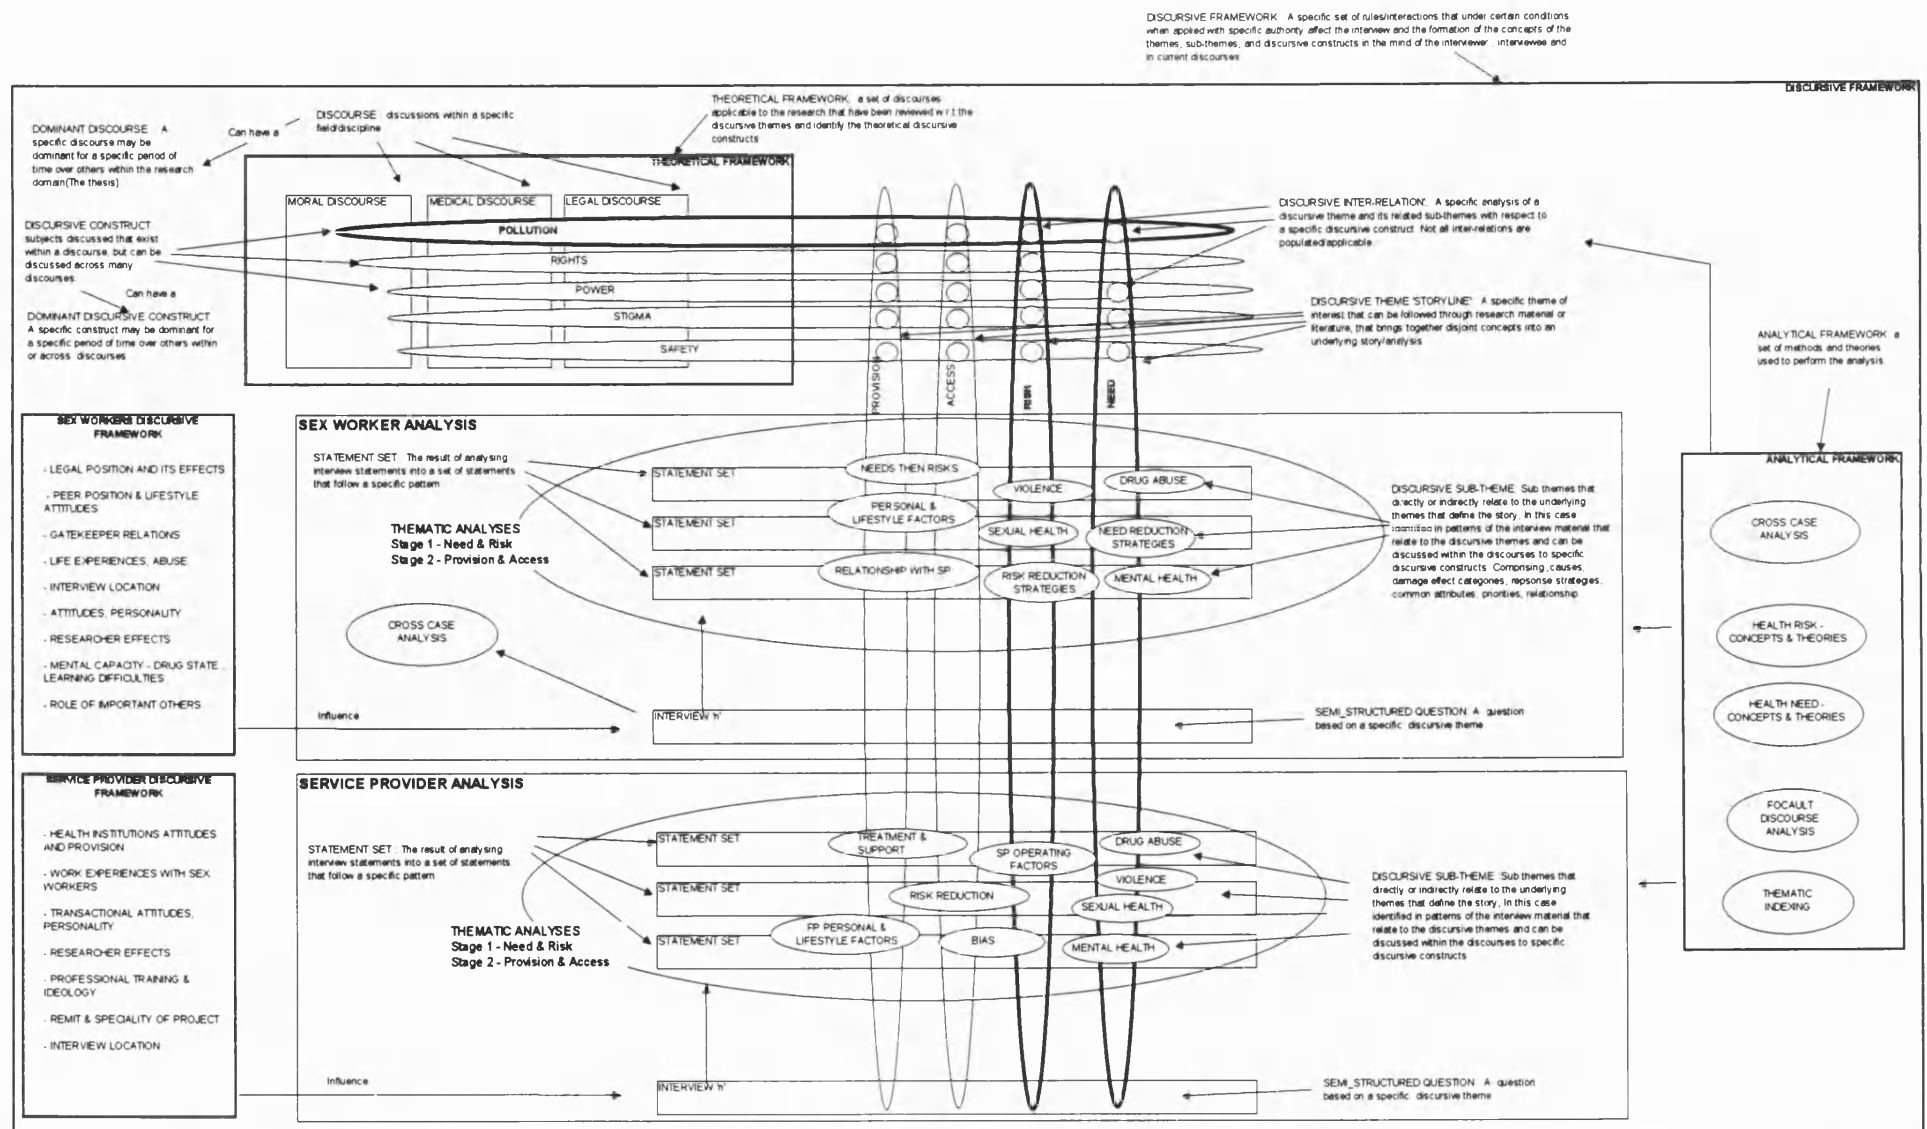 DISCURSIVE FRAMEWORK : A specific set of rules/interactions that under certain conditions
when applied with specific authority affect the interview and the formation of the concepts of the
themes, sub-themes, and discursive constructs in the mind of the interviewer , interviewee and
in current discourses
DISCURSIVE FRAMEWORK
DOMINANT DISCOURSE : A
specific discourse may be
dominant for a specific period of
time over others within the research
domain(The thesis)
Can have a
DISCOURSE : discussions within a specific
field/discipline
THEORETICAL FRAMEWORK: a set of discourses
applicable to the research that have been reviewed w r t the
discursive themes and identify the theoretical discursive
constructs
THEORETICAL FRAMEWORK
MORAL DISCOURSE
MEDICAL DISCOURSE
LEGAL DISCOURSE
POLLUTION
RIGHTS
POWER
STIGMA
SAFETY
DISCURSIVE CONSTRUCT
subjects discussed that exist
within a discourse, but can be
discussed across many
discourses.
Can have a
DOMINANT DISCURSIVE CONSTRUCT
A specific construct may be dominant for
a specific period of time over others within
or across discourses
PROVISION
ACCESS
RISK
NEED
DISCURSIVE INTER-RELATION: A specific analysis of a
discursive theme and its related sub-themes with respect to
a specific discursive construct. Not all inter-relations are
populated/applicable
DISCURSIVE THEME 'STORYLINE' : A specific theme of
interest that can be followed through research material or
literature, that brings together disjoint concepts into an
underlying story/analysis
ANALYTICAL FRAMEWORK: a
set of methods and theories
used to perform the analysis.
SEX WORKERS DISCURSIVE
FRAMEWORK
- LEGAL POSITION AND ITS EFFECTS
- PEER POSITION & LIFESTYLE
ATTITUDES
- GATEKEEPER RELATIONS
- LIFE EXPERIENCES, ABUSE
- INTERVIEW LOCATION
- ATTITUDES, PERSONALITY
- RESEARCHER EFFECTS
- MENTAL CAPACITY - DRUG STATE ,
LEARNING DIFFICULTIES
- ROLE OF IMPORTANT OTHERS
SEX WORKER ANALYSIS
STATEMENT SET : The result of analysing
interview statements into a set of statements
that follow a specific pattern
THEMATIC ANALYSES
Stage 1 - Need & Risk
Stage 2 - Provision & Access
CROSS CASE
ANALYSIS
STATEMENT SET
STATEMENT SET
STATEMENT SET
NEEDS THEN RISKS
PERSONAL &
LIFESTYLE FACTORS
RELATIONSHIP WITH SP
VIOLENCE
SEXUAL HEALTH
RISK REDUCTION
STRATEGIES
DRUG ABUSE
NEED REDUCTION
STRATEGIES
MENTAL HEALTH
DISCURSIVE SUB-THEME: Sub themes that
directly or indirectly relate to the underlying
themes that define the story, In this case
identified in patterns of the interview material that
relate to the discursive themes and can be
discussed within the discourses to specific
discursive constructs. Comprising, causes,
damage effect categories, repsonse strateges,
common attributes, priorities, relationship
Influence
INTERVIEW 'n'
SEMI_STRUCTURED QUESTION: A question
based on a specific discursive theme
ANALYTICAL FRAMEWORK
CROSS CASE
ANALYSIS
HEALTH RISK -
CONCEPTS & THEORIES
HEALTH NEED -
CONCEPTS & THEORIES
FOCAULT
DISCOURSE
ANALYSIS
THEMATIC
INDEXING
SERVICE PROVIDER DISCURSIVE
FRAMEWORK
- HEALTH INSTITUTIONS ATTITUDES
AND PROVISION
- WORK EXPERIENCES WITH SEX
WORKERS
- TRANSACTIONAL ATTITUDES,
PERSONALITY
- RESEARCHER EFFECTS
- PROFESSIONAL TRAINING &
IDEOLOGY
- REMIT & SPECIALITY OF PROJECT
- INTERVIEW LOCATION
SERVICE PROVIDER ANALYSIS
STATEMENT SET : The result of analysing
interview statements into a set of statements
that follow a specific pattern
THEMATIC ANALYSES
Stage 1 - Need & Risk
Stage 2 - Provision & Access
STATEMENT SET
STATEMENT SET
STATEMENT SET
TREATMENT &
SUPPORT
SP OPERATING
FACTORS
DRUG ABUSE
RISK REDUCTION
VIOLENCE
SEXUAL HEALTH
FP PERSONAL &
LIFESTYLE FACTORS
BIAS
MENTAL HEALTH
DISCURSIVE SUB-THEME: Sub themes that
directly or indirectly relate to the underlying
themes that define the story, In this case
identified in patterns of the interview material that
relate to the discursive themes and can be
discussed within the discourses to specific
discursive constructs
Influence
INTERVIEW 'n'
SEMI_STRUCTURED QUESTION : A question
based on a specific discursive theme